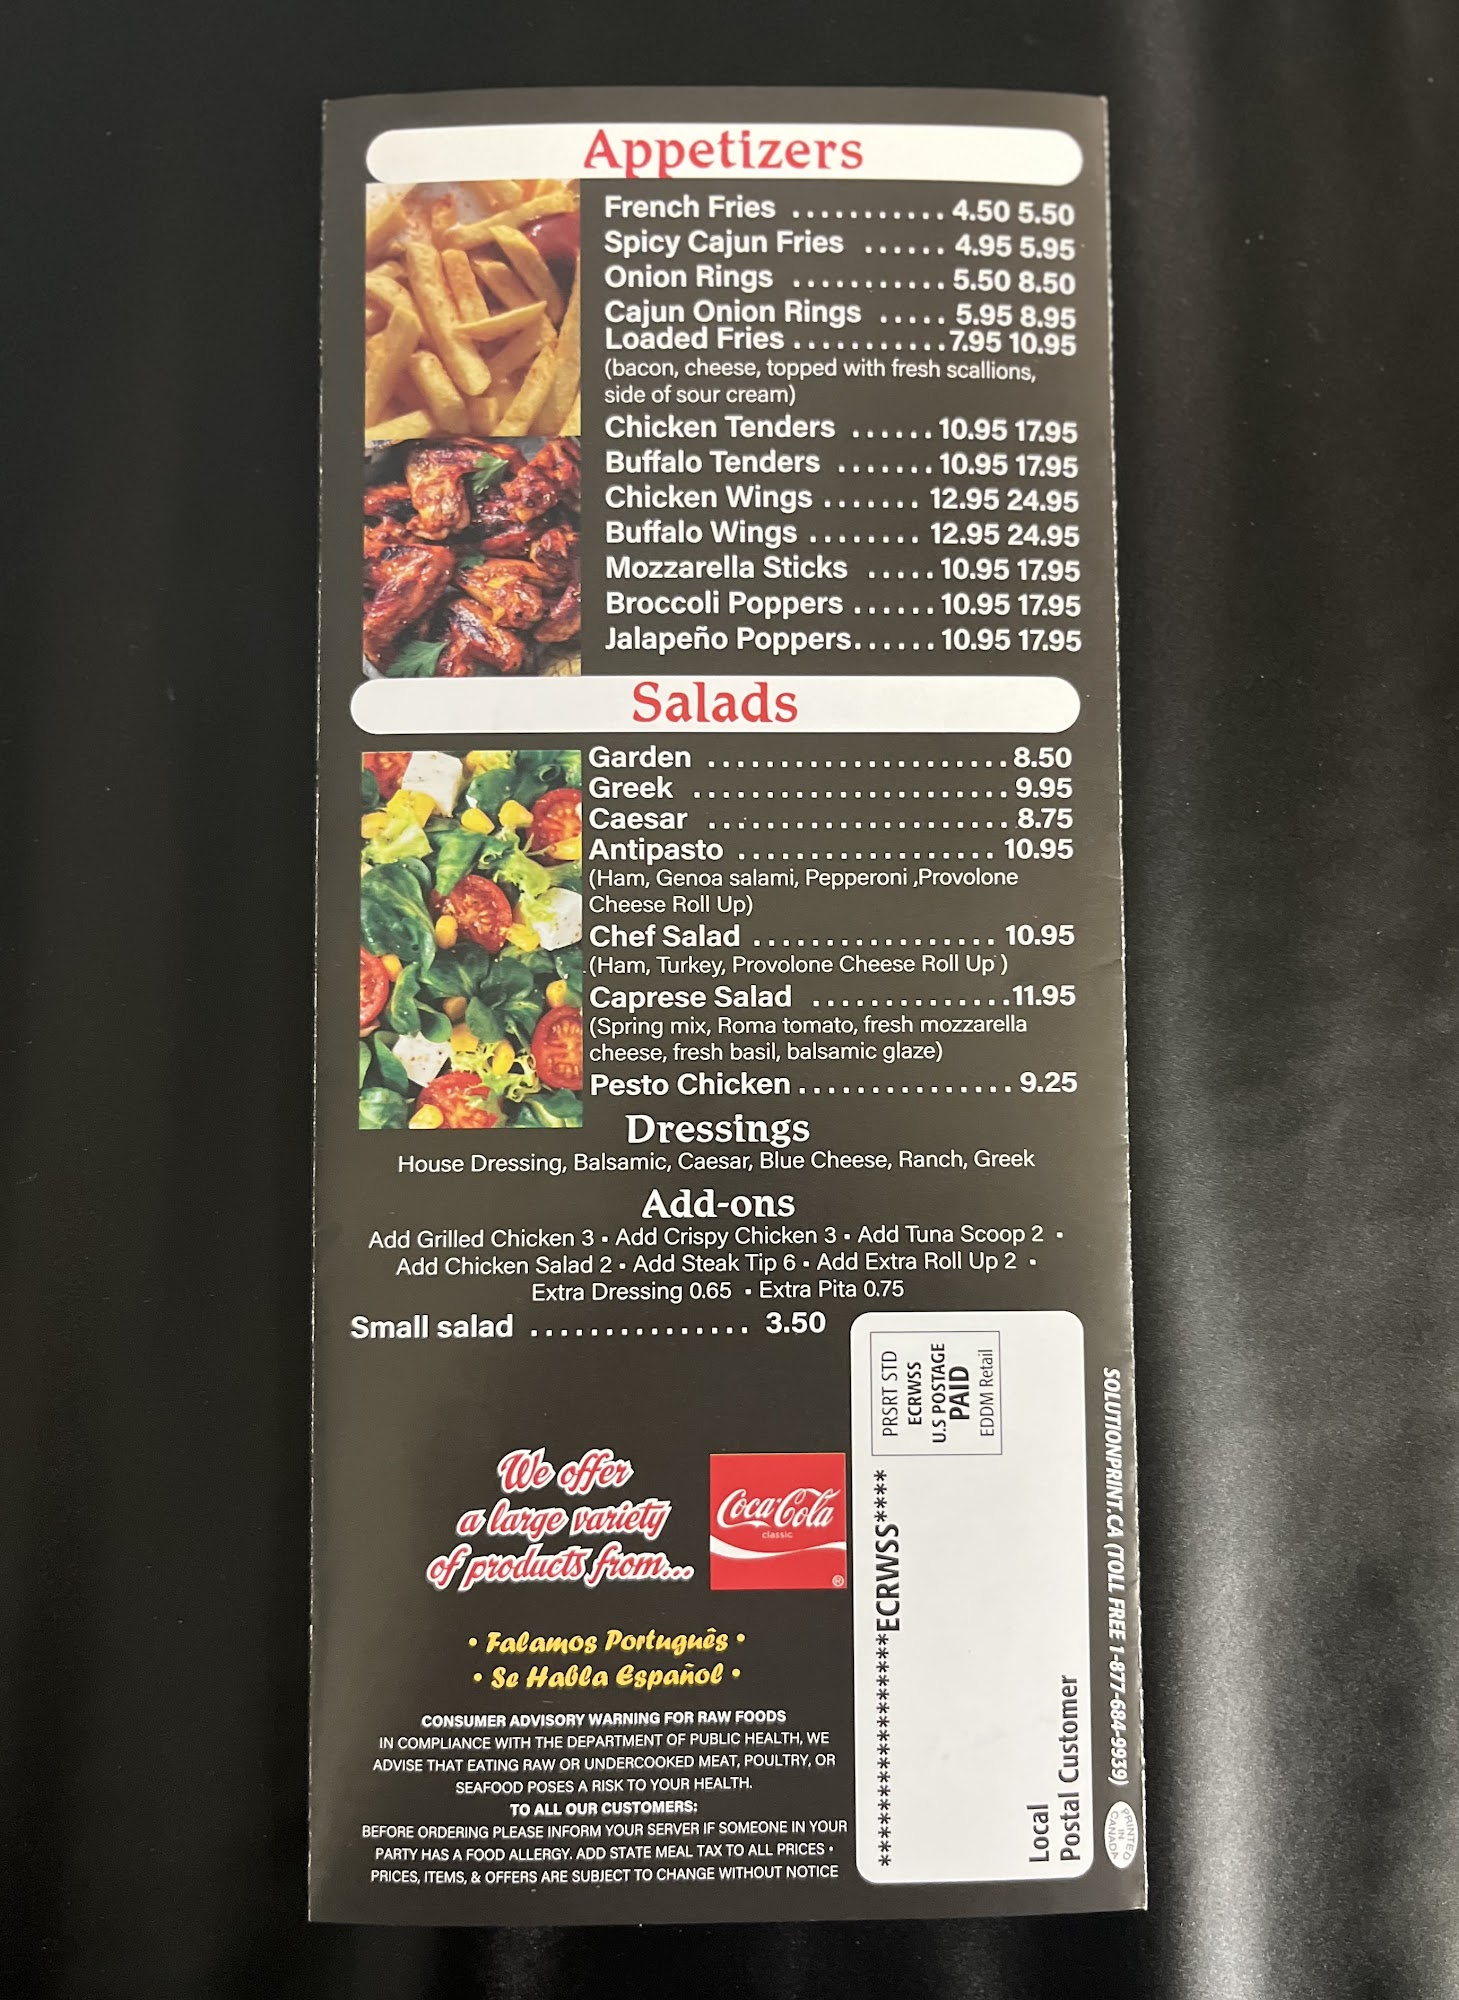 Appetizers
French Fries ........... 4.50 5.50
Spicy Cajun Fries ...... 4.95 5.95
Onion Rings ........... 5.50 8.50
Cajun Onion Rings ..... 5.95 8.95
Loaded Fries ...........7.95 10.95
(bacon, cheese, topped with fresh scallions,
side of sour cream)
Chicken Tenders ...... 10.95 17.95
Buffalo Tenders ....... 10.95 17.95
Chicken Wings ....... 12.95 24.95
Buffalo Wings ........ 12.95 24.95
Mozzarella Sticks ..... 10.95 17.95
Broccoli Poppers ...... 10.95 17.95
Jalapeño Poppers...... 10.95 17.95
Salads
Garden ..................... 8.50
Greek ...................... 9.95
Caesar ..................... 8.75
Antipasto .................. 10.95
(Ham, Genoa salami, Pepperoni ,Provolone
Cheese Roll Up)
Chef Salad ................. 10.95
(Ham, Turkey, Provolone Cheese Roll Up )
Caprese Salad ..............11.95
(Spring mix, Roma tomato, fresh mozzarella
cheese, fresh basil, balsamic glaze)
Pesto Chicken ............... 9.25
Dressings
House Dressing, Balsamic, Caesar, Blue Cheese, Ranch, Greek
Add-ons
Add Grilled Chicken 3 ▪ Add Crispy Chicken 3 ▪ Add Tuna Scoop 2 ▪
Add Chicken Salad 2 ▪ Add Steak Tip 6 ▪ Add Extra Roll Up 2 ▪
Extra Dressing 0.65 ▪ Extra Pita 0.75
Small salad ............... 3.50
We offer
a large variety
of products from...
Coca-Cola
classic
®
• Falamos Português •
• Se Habla Español •
CONSUMER ADVISORY WARNING FOR RAW FOODS
IN COMPLIANCE WITH THE DEPARTMENT OF PUBLIC HEALTH, WE
ADVISE THAT EATING RAW OR UNDERCOOKED MEAT, POULTRY, OR
SEAFOOD POSES A RISK TO YOUR HEALTH.
TO ALL OUR CUSTOMERS:
BEFORE ORDERING PLEASE INFORM YOUR SERVER IF SOMEONE IN YOUR
PARTY HAS A FOOD ALLERGY. ADD STATE MEAL TAX TO ALL PRICES •
PRICES, ITEMS, & OFFERS ARE SUBJECT TO CHANGE WITHOUT NOTICE
PRSRT STD
ECRWSS
U.S POSTAGE
PAID
EDDM Retail
*****************ECRWSS****
Local
Postal Customer
SOLUTIONPRINT.CA (TOLL FREE 1-877-684-9939)
PRINTED
IN
CANADA